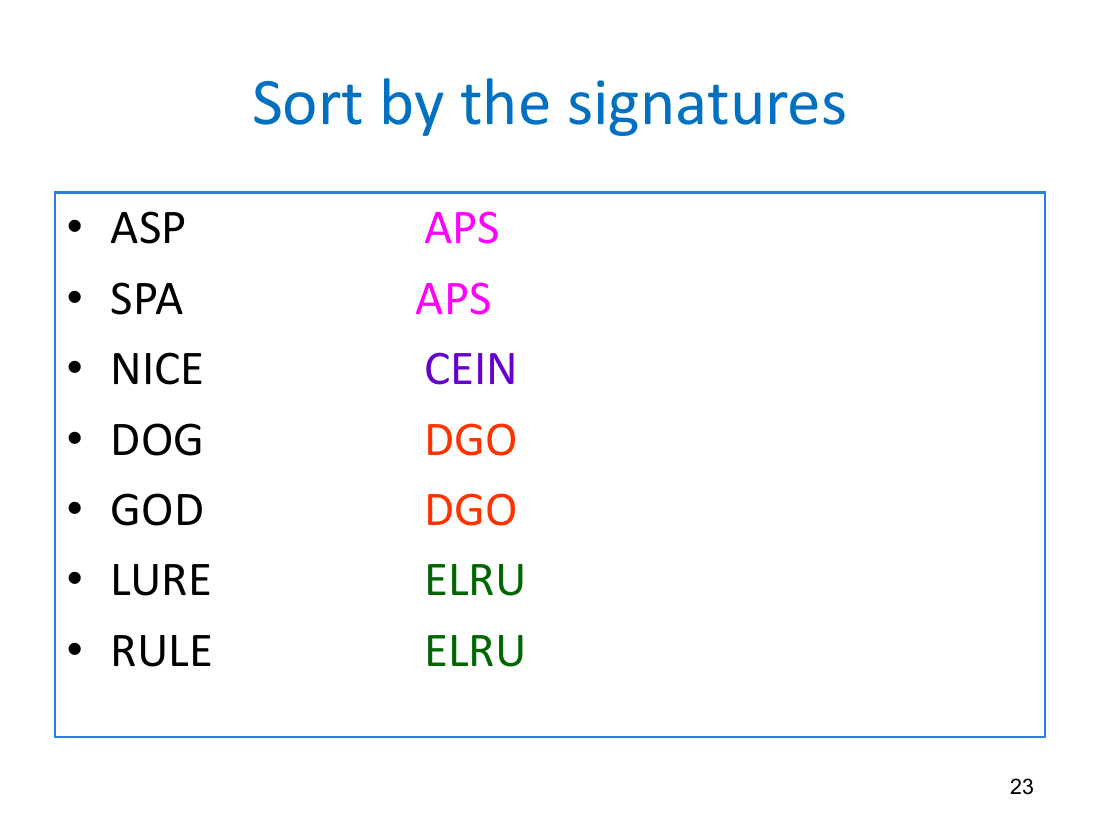 Sort by the signatures
• ASP APS
• SPA APS
• NICE CEIN
• DOG DGO
• GOD DGO
• LURE ELRU
• RULE ELRU
23